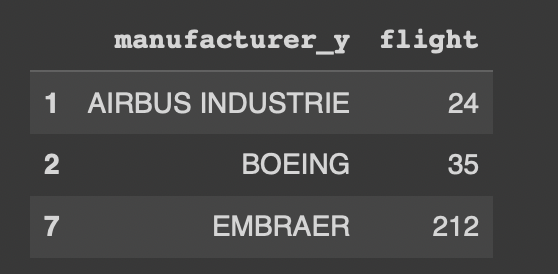 manufacturer_y flight
1 AIRBUS INDUSTRIE 24
2 BOEING 35
7 EMBRAER 212